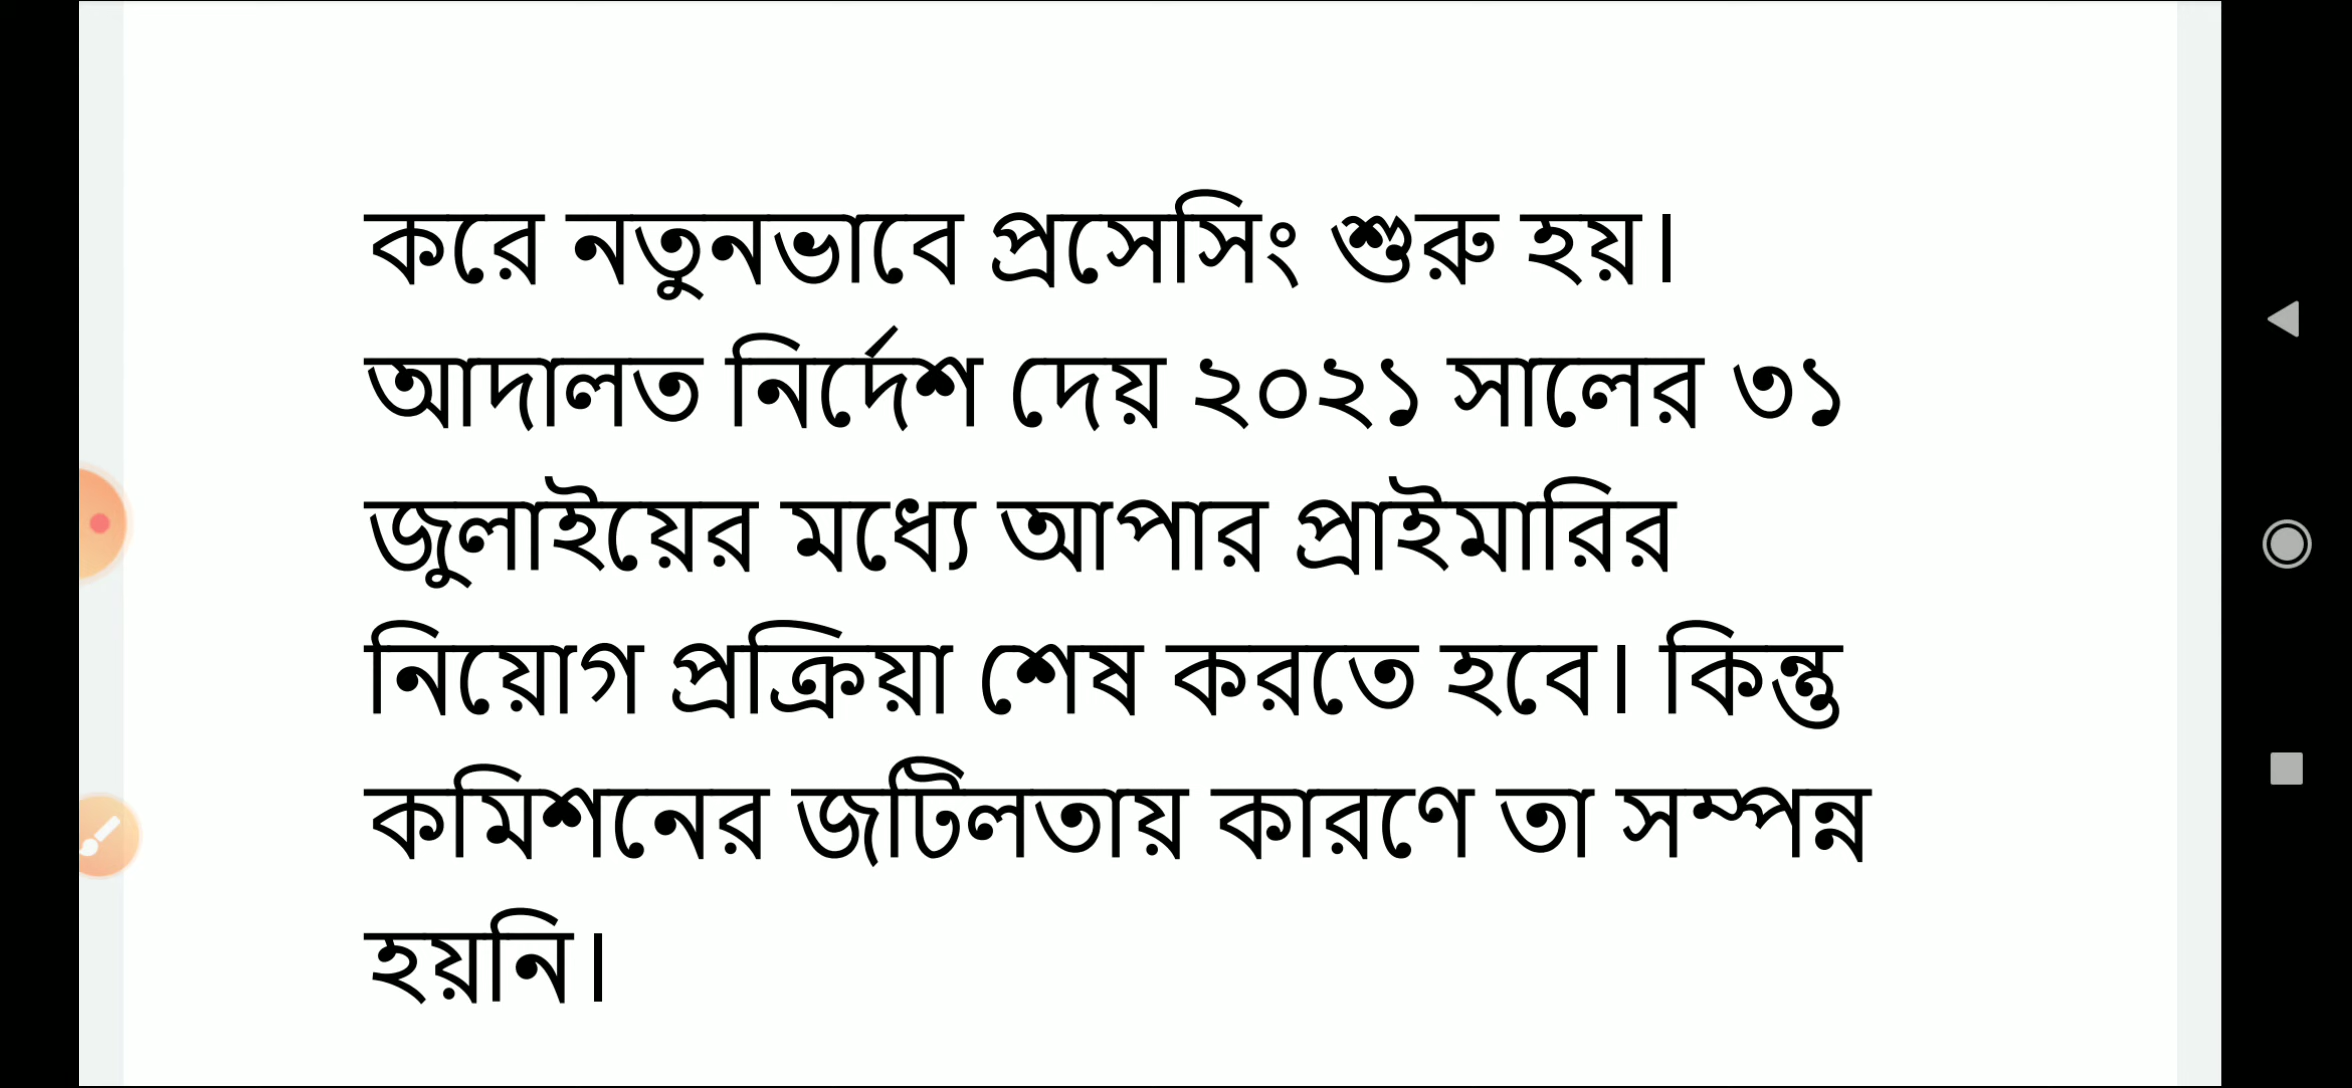 করে নতুনভাবে প্রসেসিং শুরু হয়।
আদালত নির্দেশ দেয় ২০২১ সালের ৩১
জুলাইয়ের মধ্যে আপার প্রাইমারির
নিয়োগ প্রক্রিয়া শেষ করতে হবে। কিন্তু
কমিশনের জটিলতায় কারণে তা সম্পন্ন
হয়নি।